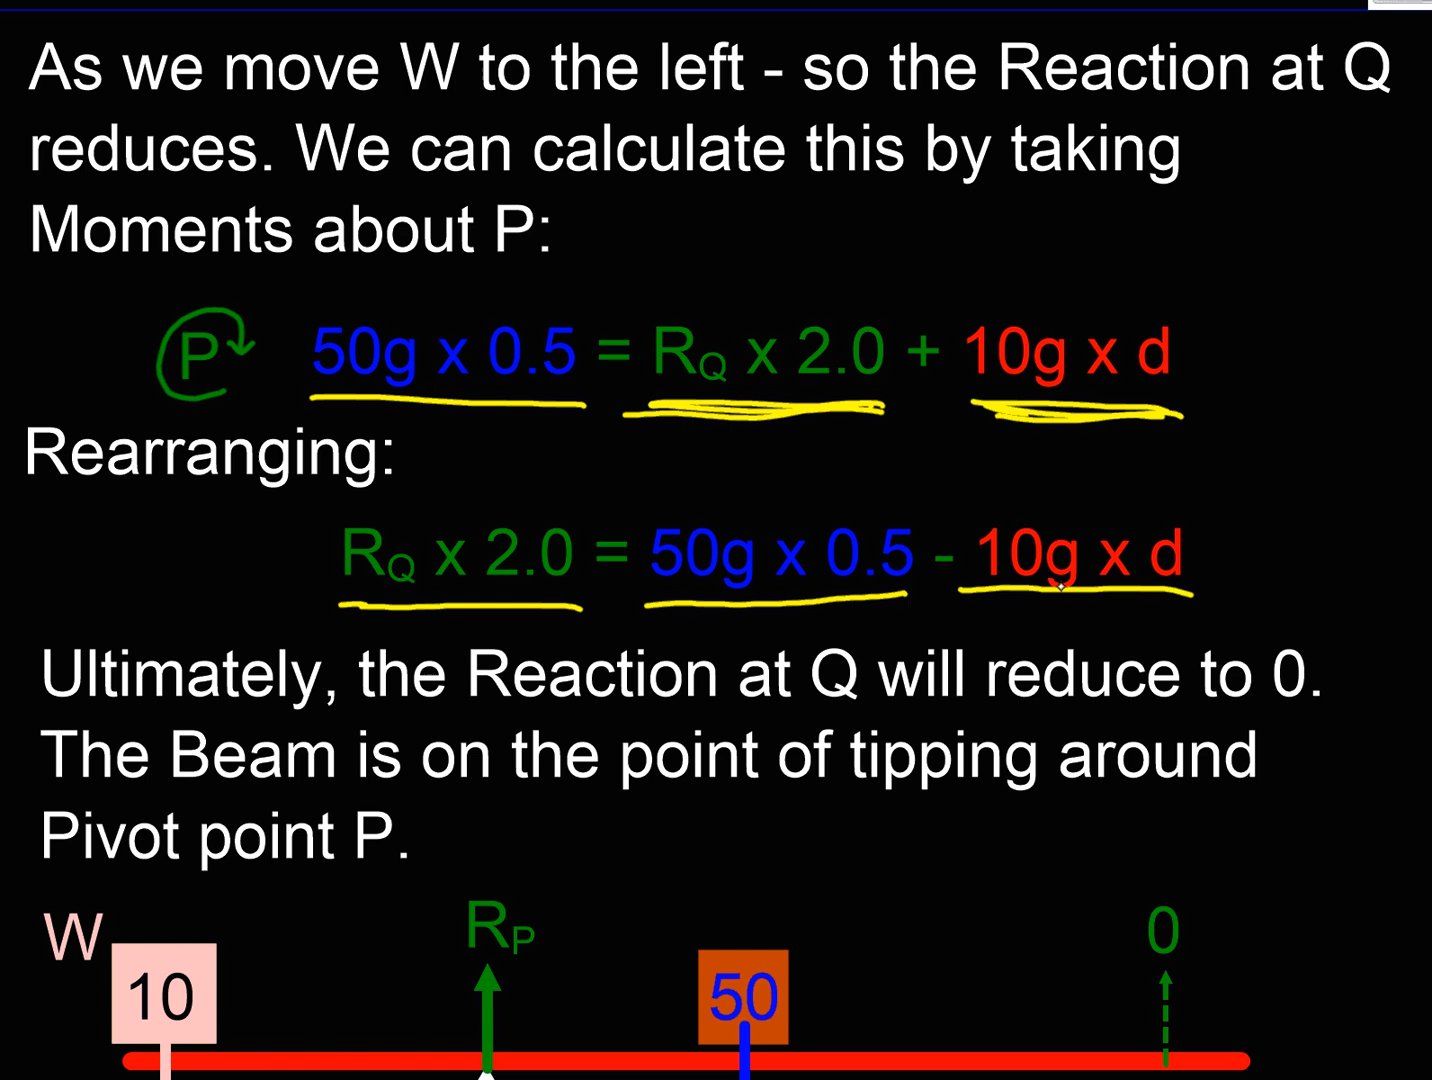 As we move W to the left - so the Reaction at Q
reduces. We can calculate this by taking
Moments about P:
P 50g x 0.5 = RQ x 2.0 + 10g x d
Rearranging:
RQ x 2.0 = 50g x 0.5 - 10g x d
Ultimately, the Reaction at Q will reduce to 0.
The Beam is on the point of tipping around
Pivot point P.
W RP 0
10 50